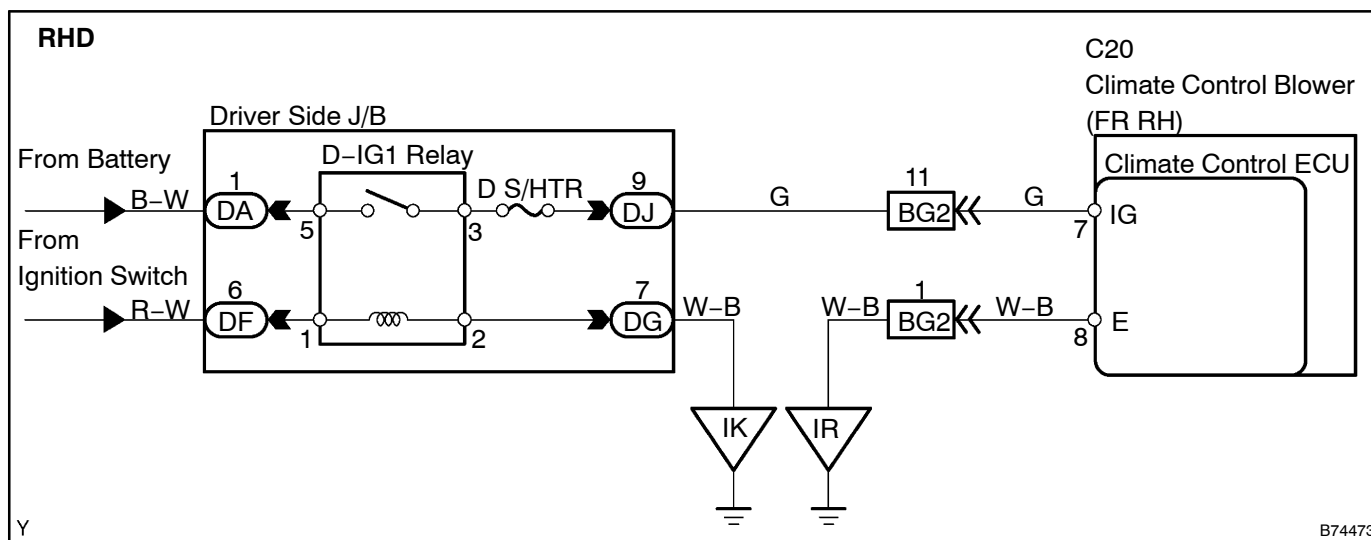 RHD
C20
Climate Control Blower
(FR RH)
Driver Side J/B
Climate Control ECU
From Battery
D−IG1 Relay
1
D S/HTR
9
11
B−W
DA
5
3
DJ
G
BG2
G
7
IG
From
Ignition Switch
6
7
1
R−W
DF
1
2
DG
W−B
W−B
BG2
W−B
8
E
IK
IR
Y
B74473